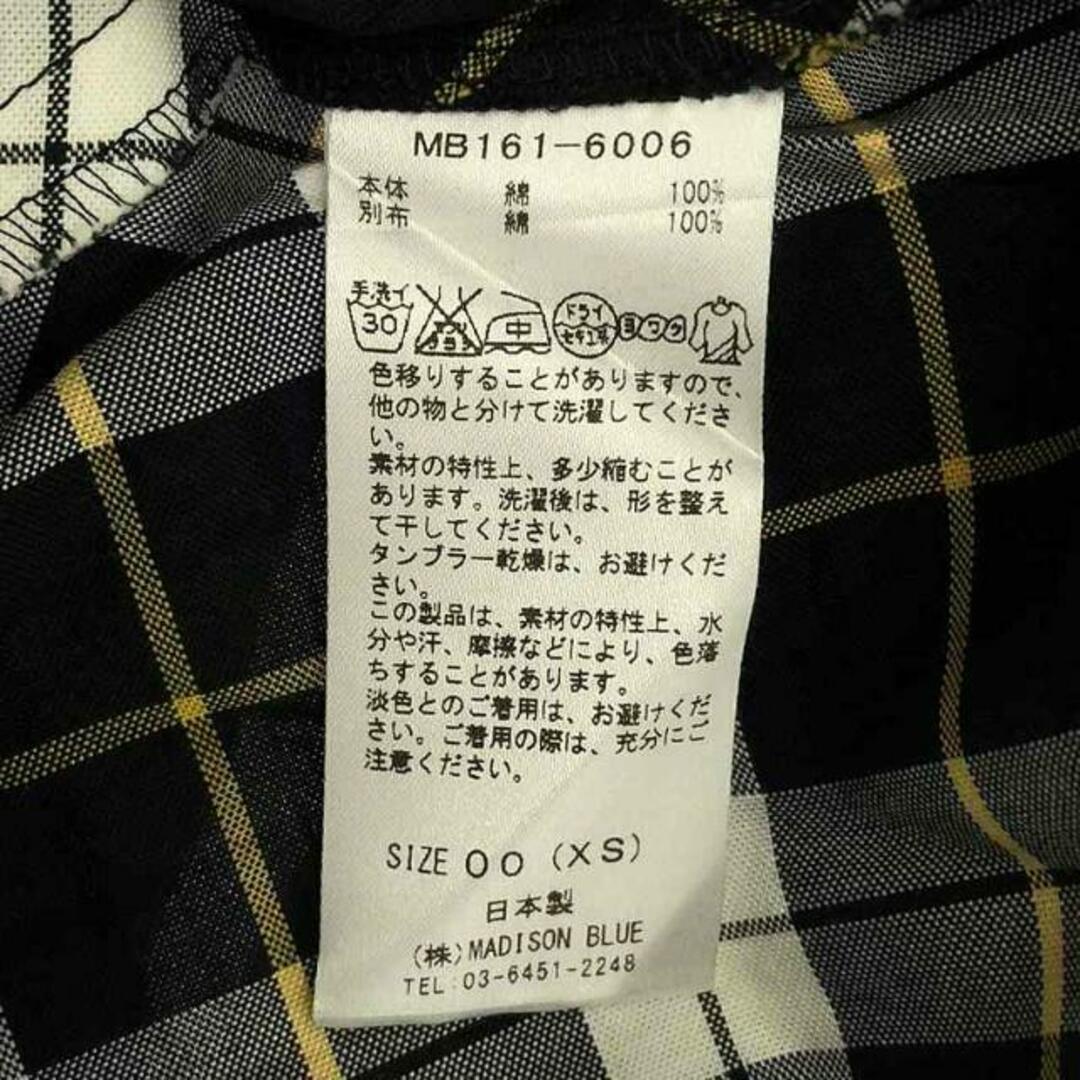 MB161-6006
本体 綿 100%
別布 綿 100%
手洗イ 30 中 ドライ セキユ系 ヨワク
色移りすることがありますので、
他の物と分けて洗濯してくださ
い。
素材の特性上、多少縮むことが
あります。洗濯後は、形を整え
て干してください。
タンブラー乾燥は、お避けくだ
さい。
この製品は、素材の特性上、水
分や汗、摩擦などにより、色落
ちすることがあります。
淡色とのご着用は、お避けくだ
さい。ご着用の際は、充分にご
注意ください。
SIZE 00 (XS)
日本製
(株)MADISON BLUE
TEL:03-6451-2248